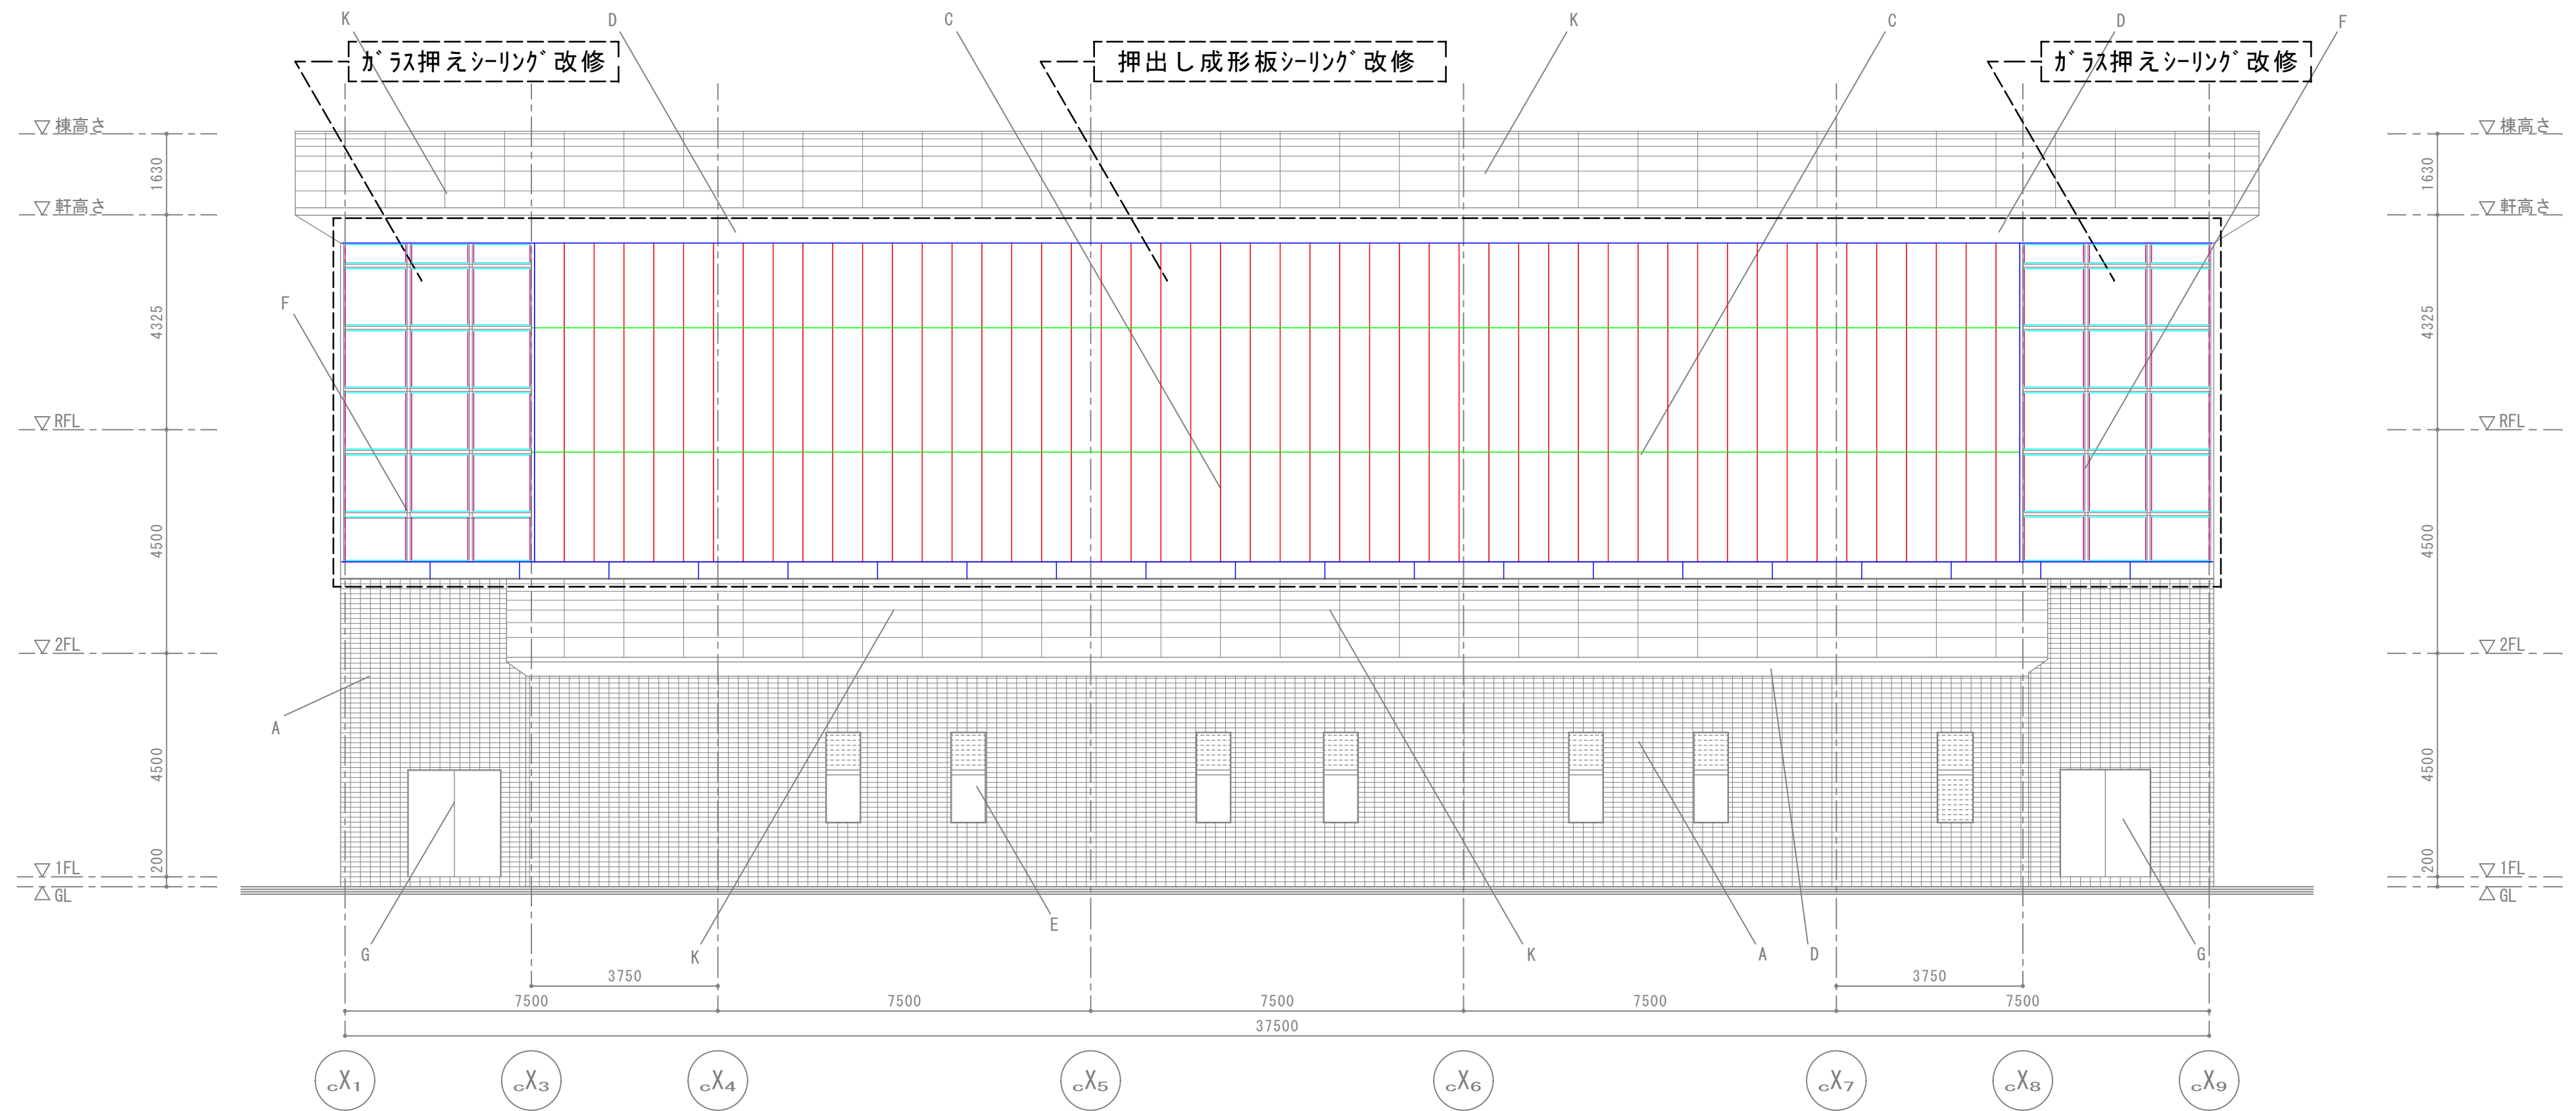 K D C K C D F
ｶﾞﾗｽ押えｼｰﾘﾝｸﾞ改修 押出し成形板ｼｰﾘﾝｸﾞ改修 ｶﾞﾗｽ押えｼｰﾘﾝｸﾞ改修
▽棟高さ ▽棟高さ
1630 1630
▽軒高さ ▽軒高さ
F
4325 4325
▽RFL ▽RFL
4500 4500
▽2FL ▽2FL
A
4500 4500
200 200
▽1FL ▽1FL
△GL △GL
E
G K K A D G
3750 3750
7500 7500 7500 7500 7500
37500
cX1 cX3 cX4 cX5 cX6 cX7 cX8 cX9